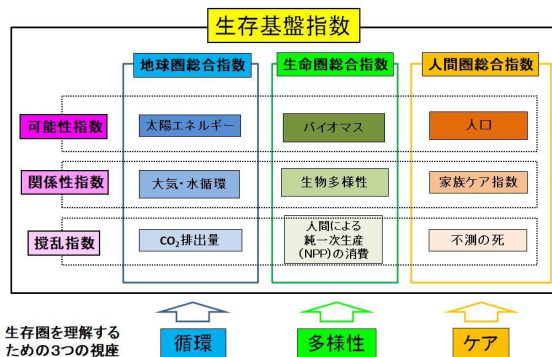 生存基盤指数
地球圏総合指数
生命圏総合指数
人間圏総合指数
可能性指数
太陽エネルギー
バイオマス
人口
関係性指数
大気・水循環
生物多様性
家族ケア指数
撹乱指数
CO₂排出量
人間による
純一次生産
(NPP)の消費
不測の死
生存圏を理解する
ための3つの視座
循環
多様性
ケア